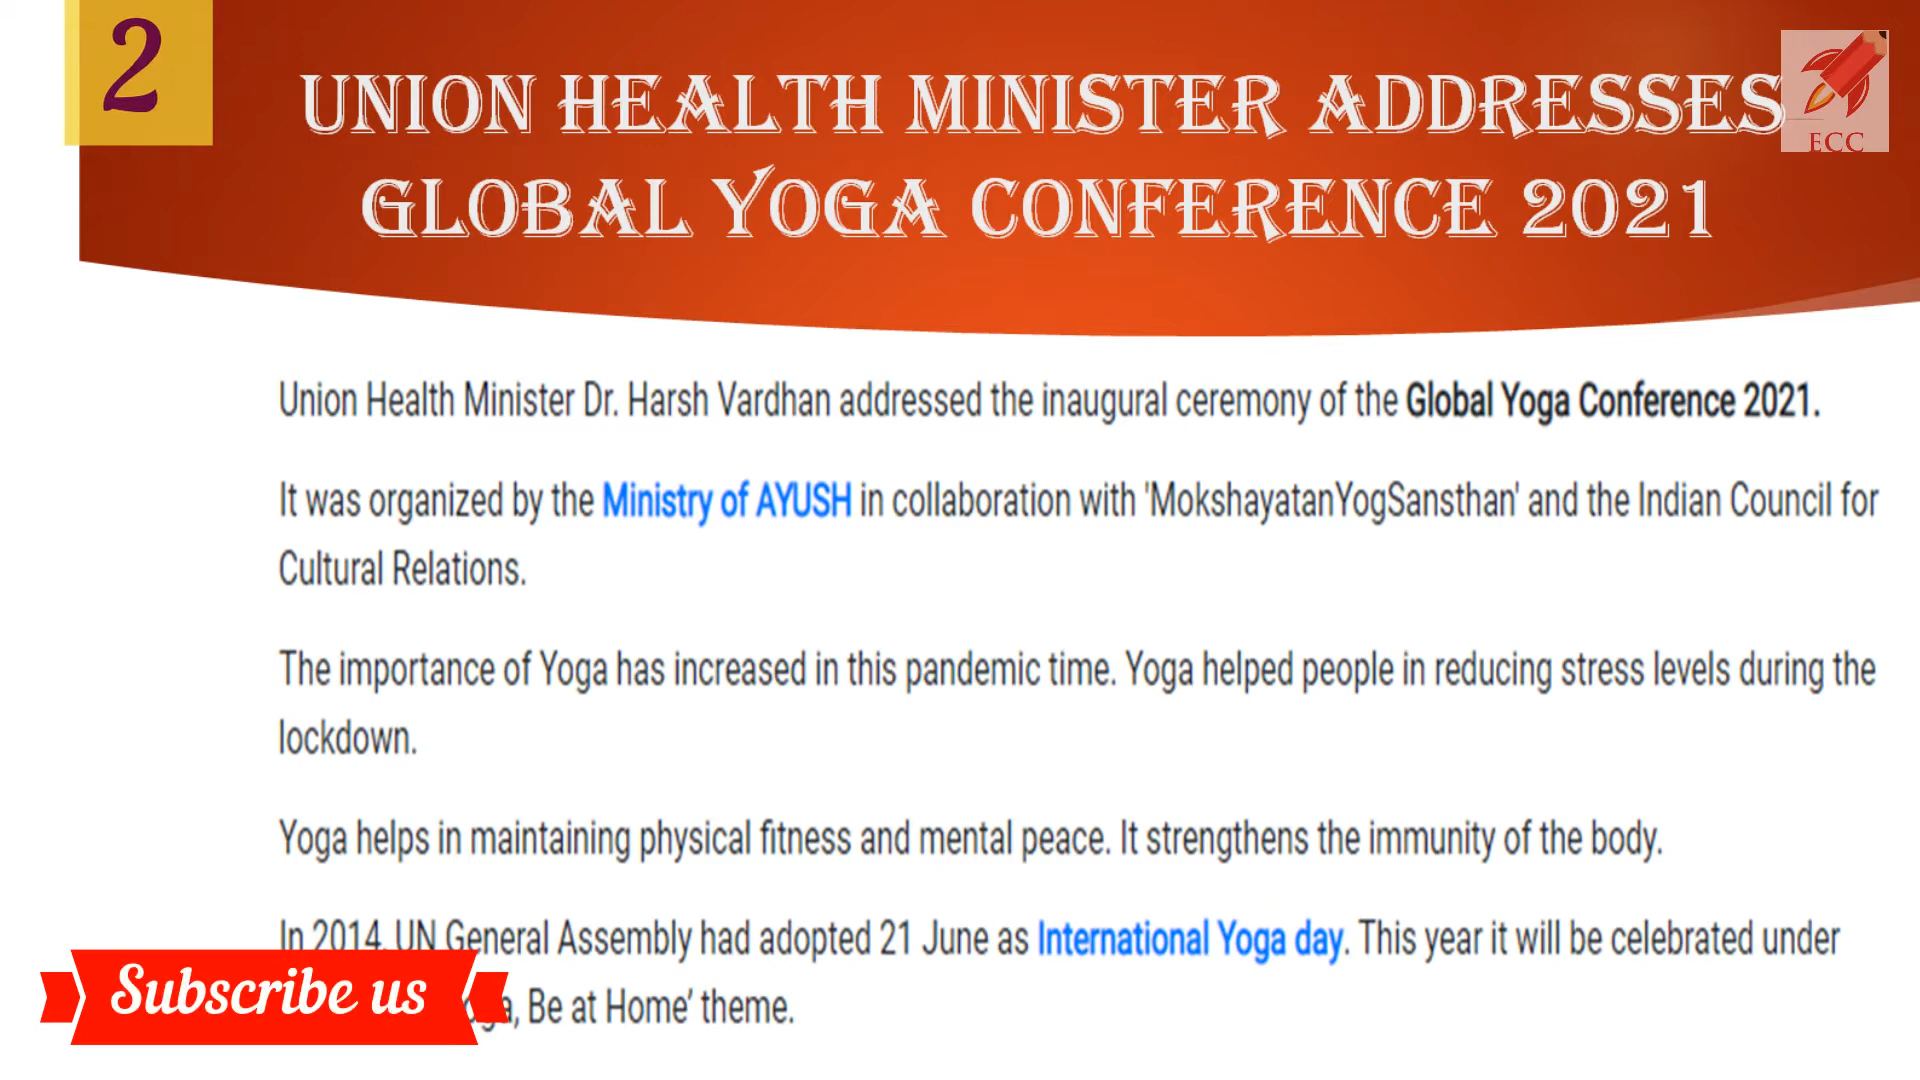 2
UNION HEALTH MINISTER ADDRESSES
GLOBAL YOGA CONFERENCE 2021
ECC
Union Health Minister Dr. Harsh Vardhan addressed the inaugural ceremony of the Global Yoga Conference 2021.
It was organized by the Ministry of AYUSH in collaboration with 'MokshayatanYogSansthan' and the Indian Council for
Cultural Relations.
The importance of Yoga has increased in this pandemic time. Yoga helped people in reducing stress levels during the
lockdown.
Yoga helps in maintaining physical fitness and mental peace. It strengthens the immunity of the body.
In 2014, UN General Assembly had adopted 21 June as International Yoga day. This year it will be celebrated under
Be at Home’ theme.
Subscribe us